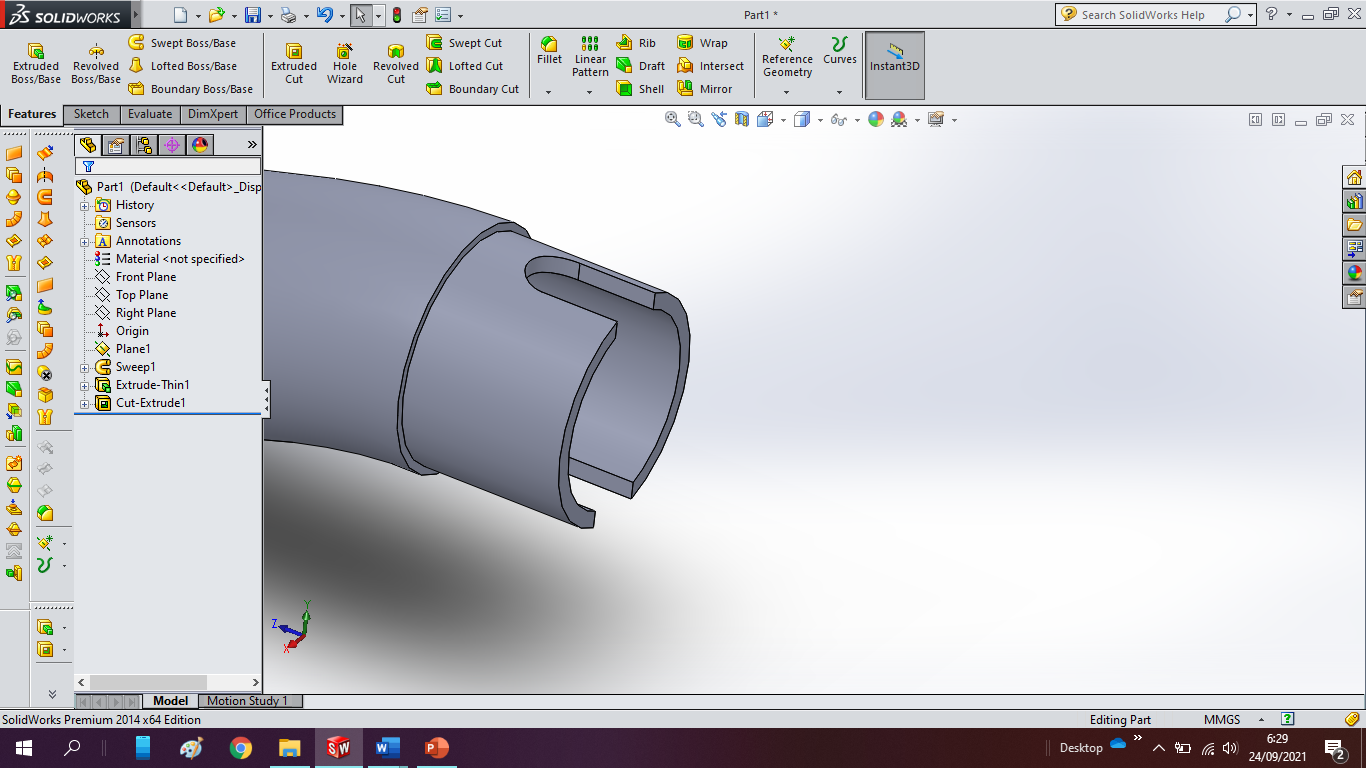 SOLIDWORKS
Part1 *
Search SolidWorks Help
Extruded Boss/Base
Revolved Boss/Base
Swept Boss/Base
Lofted Boss/Base
Boundary Boss/Base
Extruded Cut
Hole Wizard
Revolved Cut
Swept Cut
Lofted Cut
Boundary Cut
Fillet
Linear Pattern
Rib
Draft
Shell
Wrap
Intersect
Mirror
Reference Geometry
Curves
Instant3D
Features
Sketch
Evaluate
DimXpert
Office Products
Part1 (Default<<Default>_Disp
History
Sensors
Annotations
Material <not specified>
Front Plane
Top Plane
Right Plane
Origin
Plane1
Sweep1
Extrude-Thin1
Cut-Extrude1
Y
Z
X
Model
Motion Study 1
SolidWorks Premium 2014 x64 Edition
Editing Part
MMGS
Desktop
6:29
24/09/2021
2